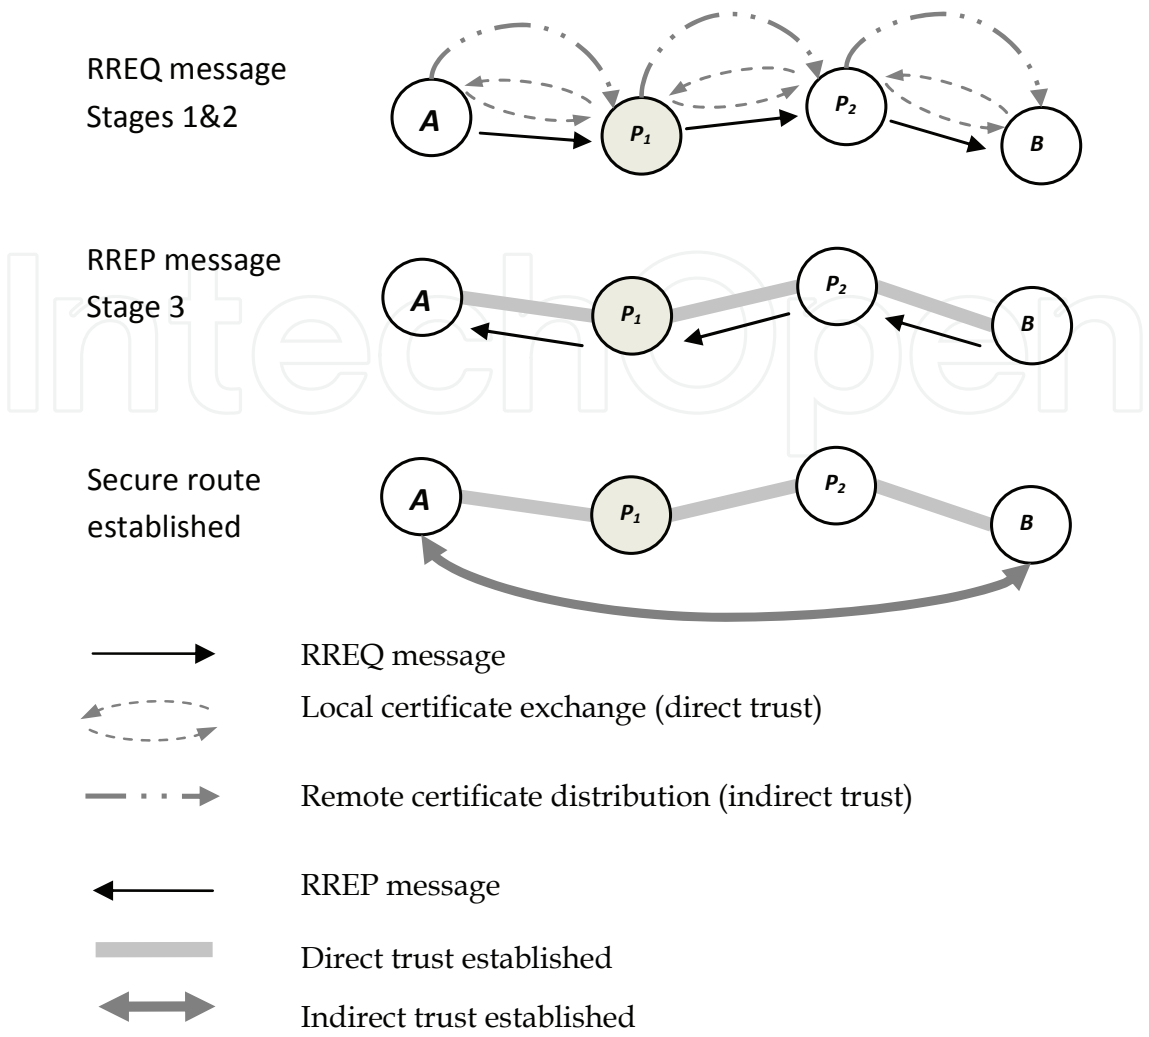 RREQ message
Stages 1&2
A
P1
P2
B
RREP message
Stage 3
A
P1
P2
B
IntechOpen
Secure route
established
A
P1
P2
B
RREQ message
Local certificate exchange (direct trust)
Remote certificate distribution (indirect trust)
RREP message
Direct trust established
Indirect trust established